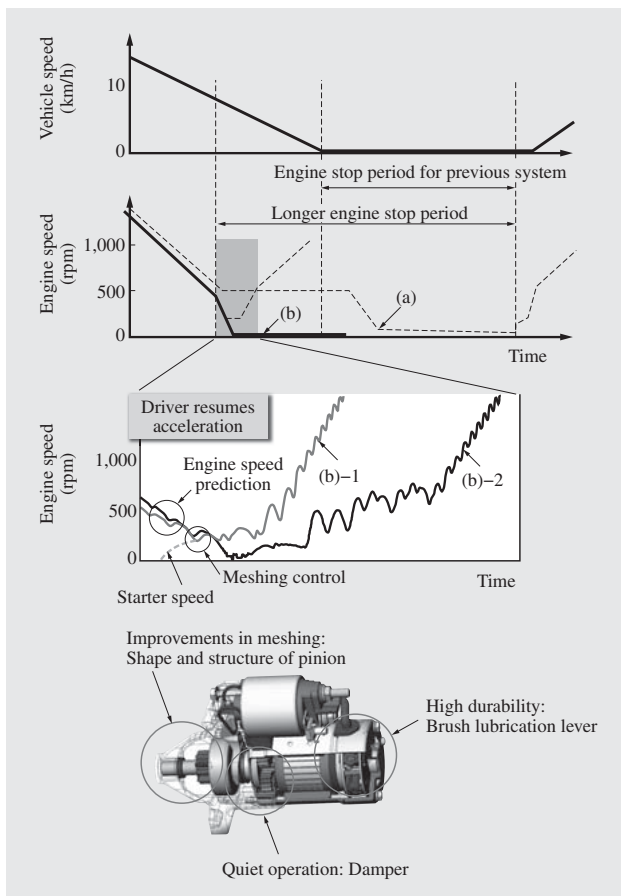 Vehicle speed
(km/h)
10
0
Engine stop period for previous system
Longer engine stop period
Engine speed
(rpm)
1,000
500
0
(b)
(a)
Time
Driver resumes
acceleration
Engine speed
(rpm)
1,000
500
0
Engine speed
prediction
(b)−1
(b)−2
Meshing control
Starter speed
Time
Improvements in meshing:
Shape and structure of pinion
High durability:
Brush lubrication lever
Quiet operation: Damper